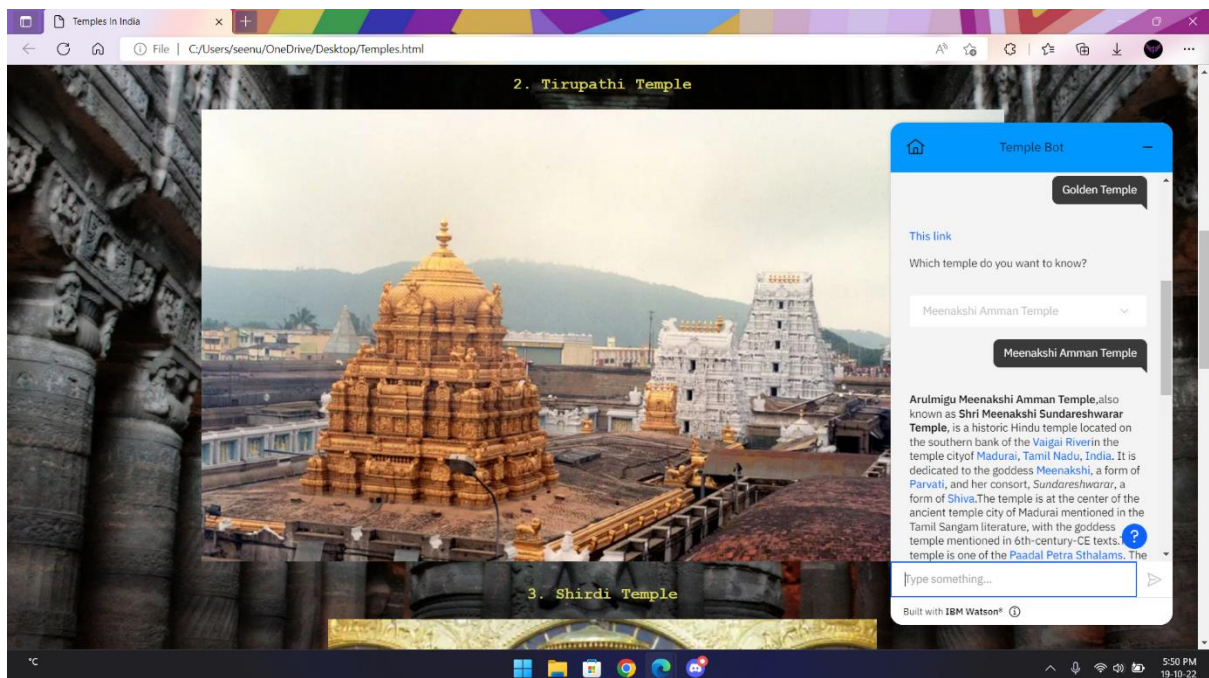 Temples in India
File | C:/Users/seenu/OneDrive/Desktop/Temples.html
2. Tirupathi Temple
3. Shirdi Temple
Temple Bot
Golden Temple
This link
Which temple do you want to know?
Meenakshi Amman Temple
Meenakshi Amman Temple
Arulmigu Meenakshi Amman Temple,also
known as Shri Meenakshi Sundareshwarar
Temple, is a historic Hindu temple located on
the southern bank of the Vaigai Riverin the
temple cityof Madurai, Tamil Nadu, India. It is
dedicated to the goddess Meenakshi, a form of
Parvati, and her consort, Sundareshwarar, a
form of Shiva.The temple is at the center of the
ancient temple city of Madurai mentioned in the
Tamil Sangam literature, with the goddess
temple mentioned in 6th-century-CE texts.
temple is one of the Paadal Petra Sthalams. The
?
Type something...
Built with IBM Watson®
°C
5:50 PM
19-10-22